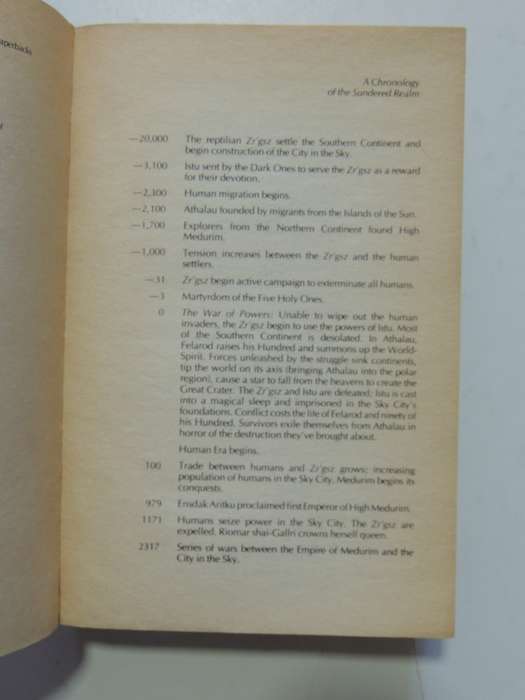 aperbacks
A Chronology
of the Sundered Realm
—20,000 The reptilian Zr'gsz settle the Southern Continent and
begin construction of the City in the Sky.
—3,100 Istu sent by the Dark Ones to serve the Zr'gsz as a reward
for their devotion.
—2,300 Human migration begins.
—2,100 Athalau founded by migrants from the Islands of the Sun.
—1,700 Explorers from the Northern Continent found High
Medurim.
—1,000 Tension increases between the Zr'gsz and the human
settlers.
—31 Zr'gsz begin active campaign to exterminate all humans.
—3 Martyrdom of the Five Holy Ones.
0 The War of Powers: Unable to wipe out the human
invaders, the Zr'gsz begin to use the powers of Istu. Most
of the Southern Continent is desolated. In Athalau,
Felarod raises his Hundred and summons up the World-
Spirit. Forces unleashed by the struggle sink continents,
tip the world on its axis (bringing Athalau into the polar
region), cause a star to fall from the heavens to create the
Great Crater. The Zr'gsz and Istu are defeated; Istu is cast
into a magical sleep and imprisoned in the Sky City's
foundations. Conflict costs the life of Felarod and ninety of
his Hundred. Survivors exile themselves from Athalau in
horror of the destruction they've brought about.
Human Era begins.
100 Trade between humans and Zr'gsz grows; increasing
population of humans in the Sky City. Medurim begins its
conquests.
979 Ensdak Aritku proclaimed first Emperor of High Medurim.
1171 Humans seize power in the Sky City. The Zr'gsz are
expelled. Riomar shai-Gallri crowns herself queen.
2317 Series of wars between the Empire of Medurim and the
City in the Sky.